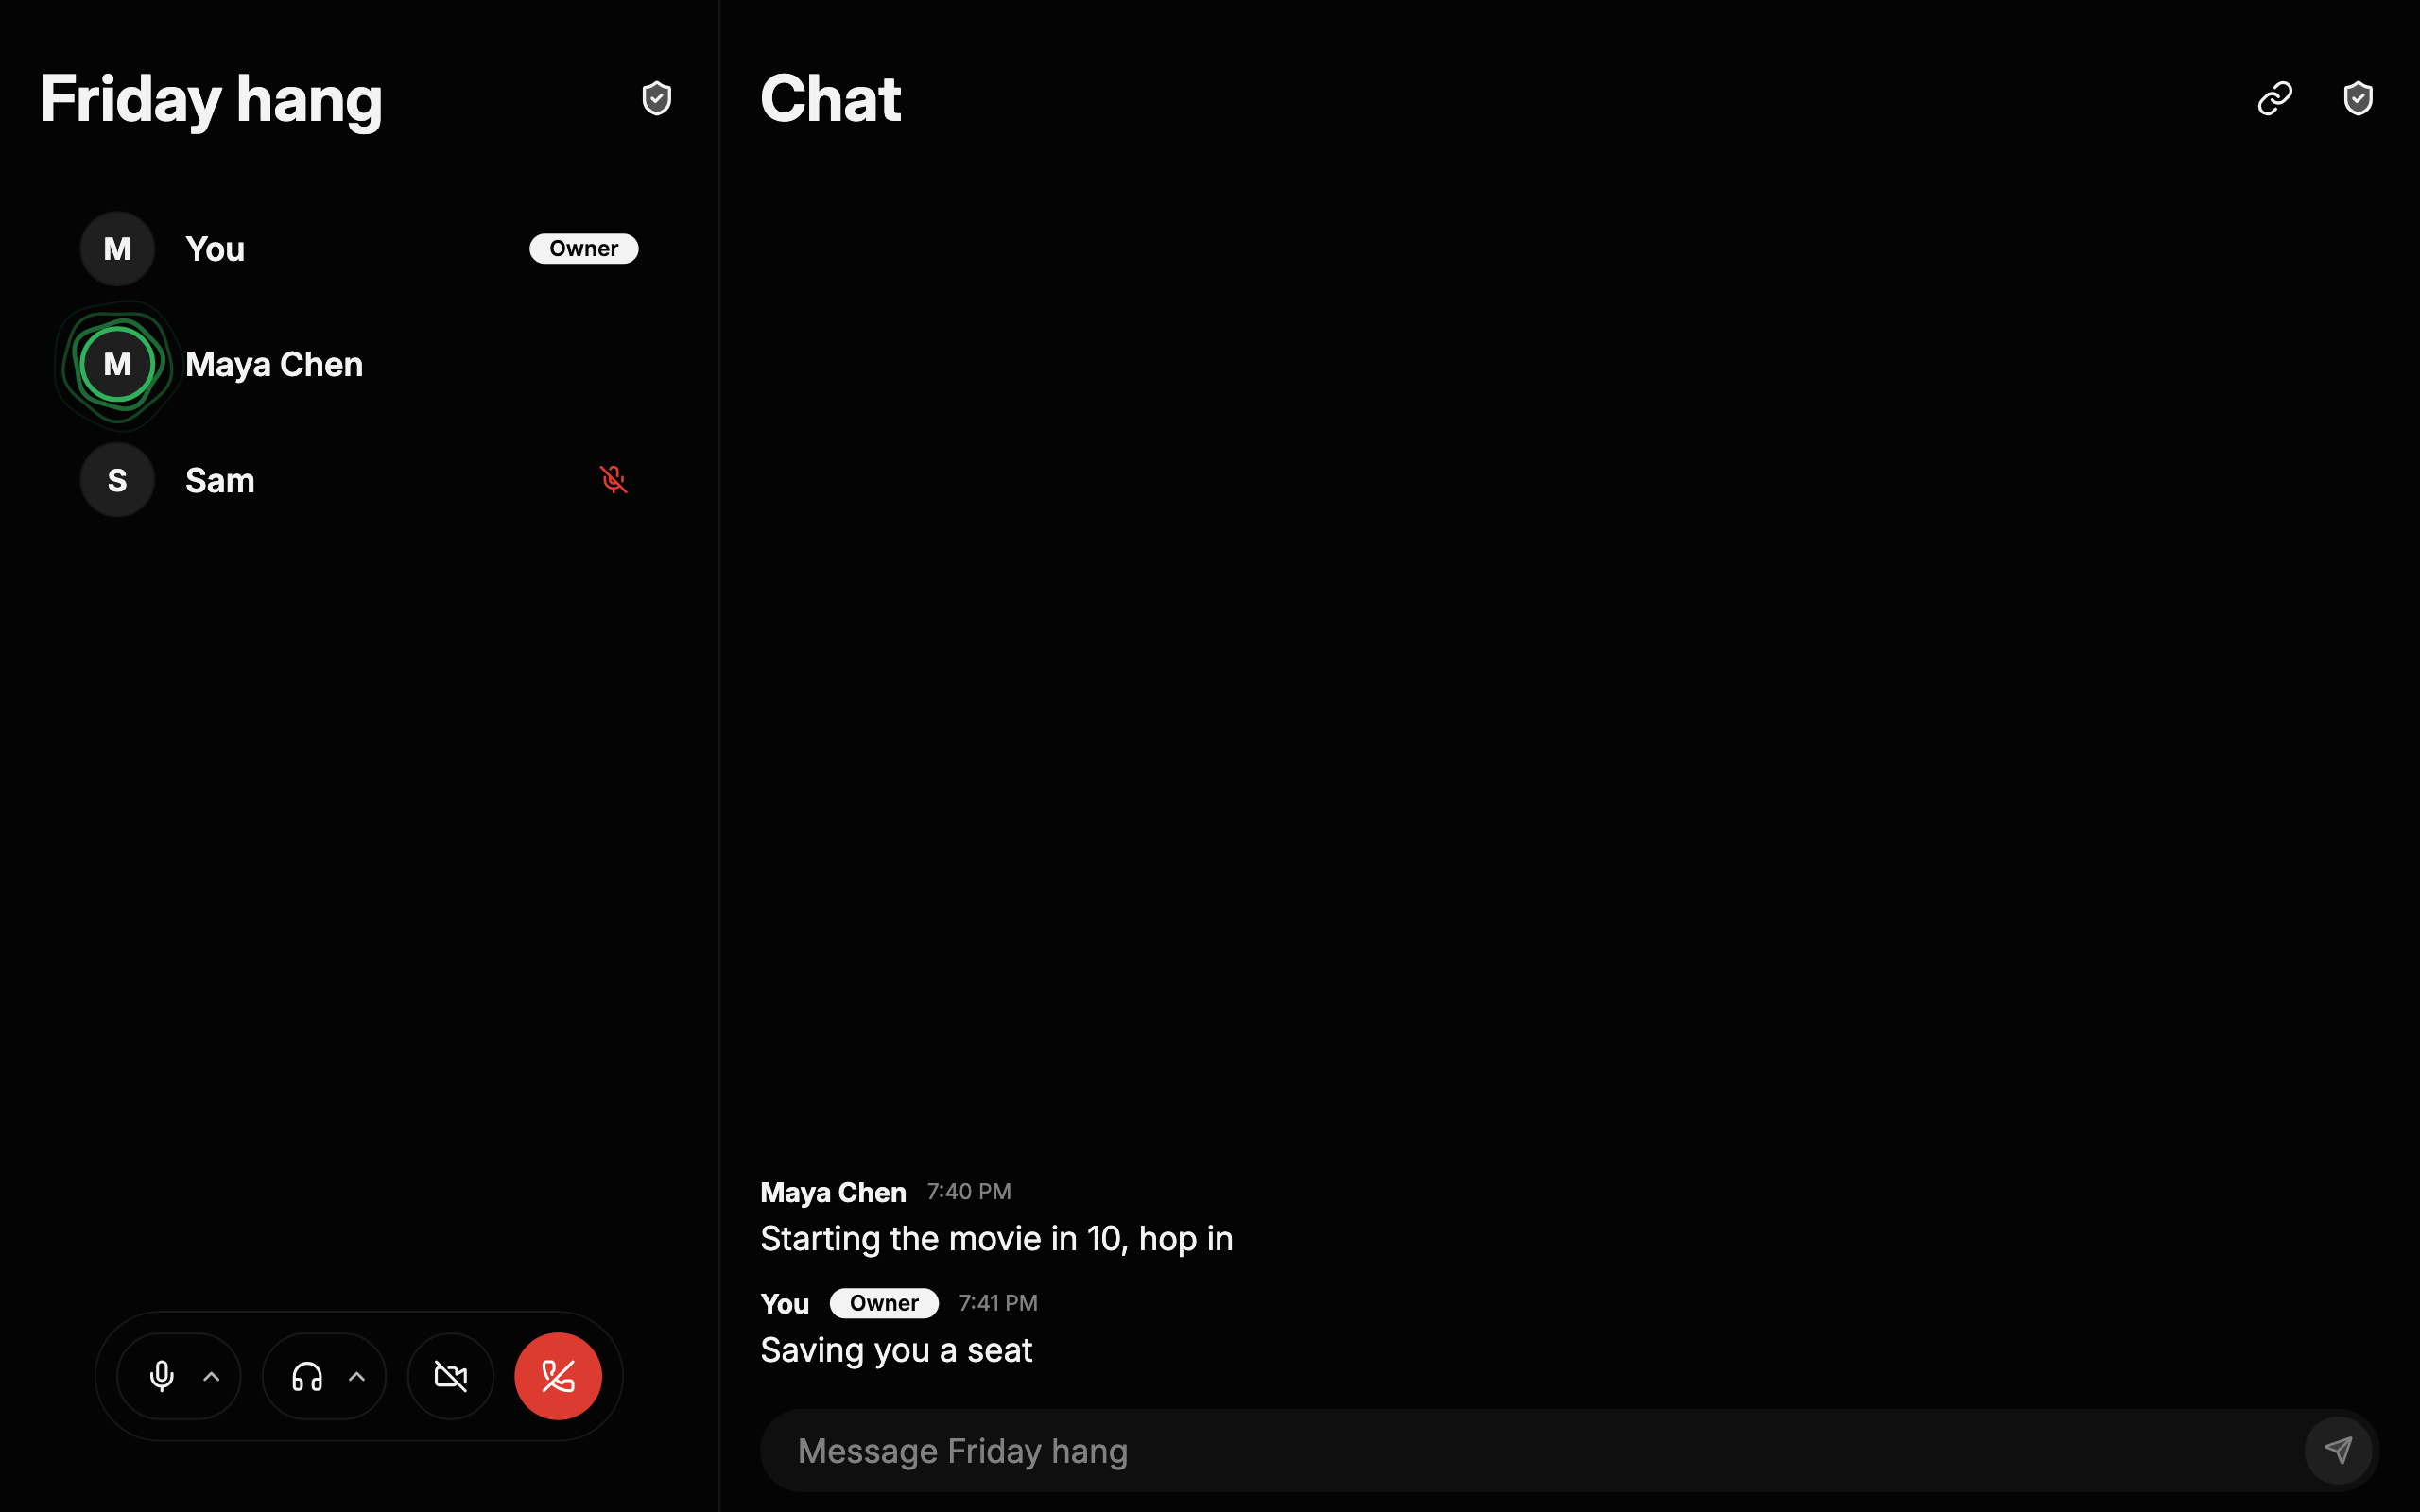 Friday hang
M You Owner
M Maya Chen
S Sam
Chat
Maya Chen 7:40 PM
Starting the movie in 10, hop in
You Owner 7:41 PM
Saving you a seat
Message Friday hang